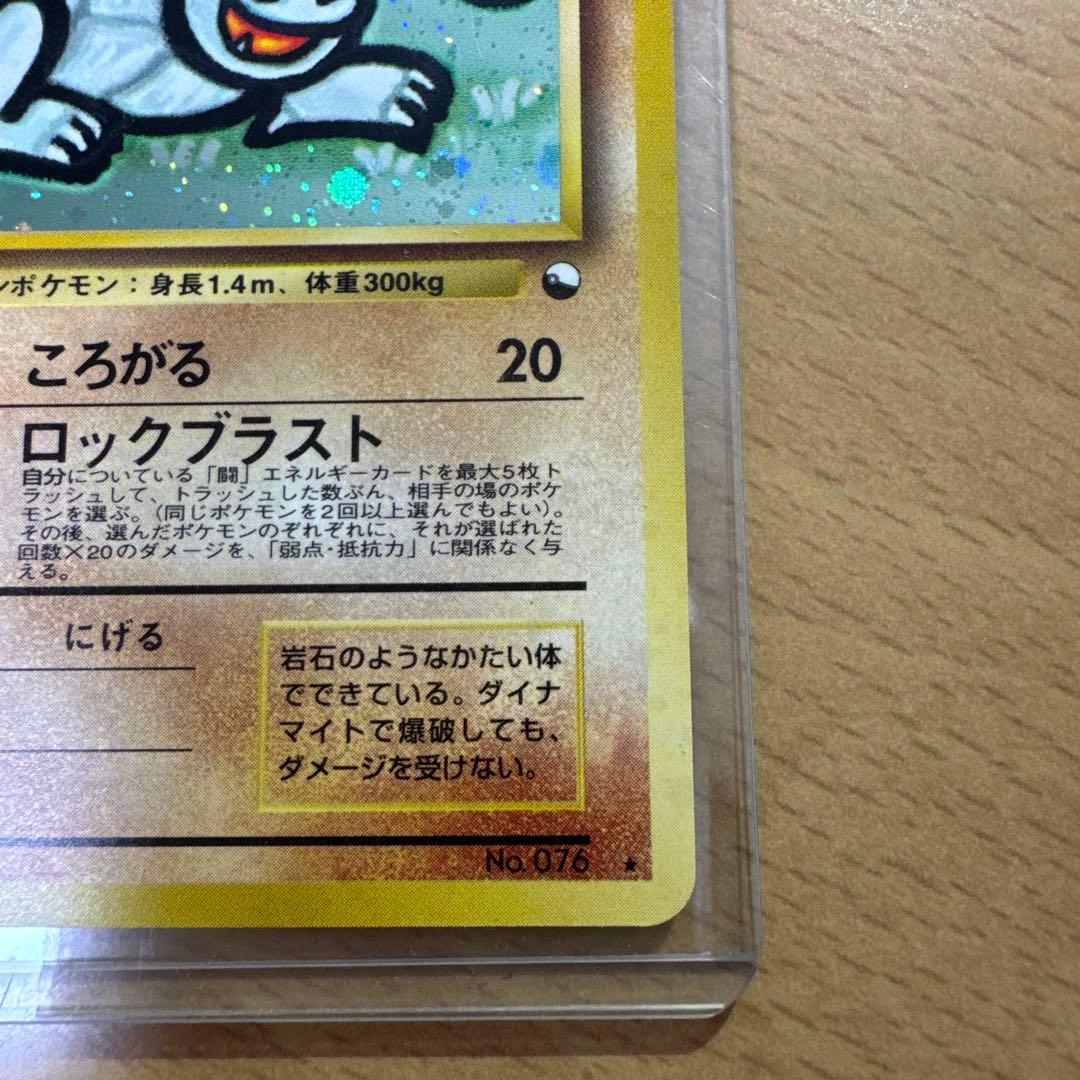 ンポケモン：身長1.4m、体重300kg
ころがる 20
ロックブラスト
自分についている「闘」エネルギーカードを最大5枚ト
ラッシュして、トラッシュした数ぶん、相手の場のポケ
モンを選ぶ。（同じポケモンを2回以上選んでもよい）。
その後、選んだポケモンのぞれぞれに、それが選ばれた
回数×20のダメージを、「弱点・抵抗力」に関係なく与
える。
にげる
岩石のようなかたい体
でできている。ダイナ
マイトで爆破しても、
ダメージを受けない。
No. 076 ★